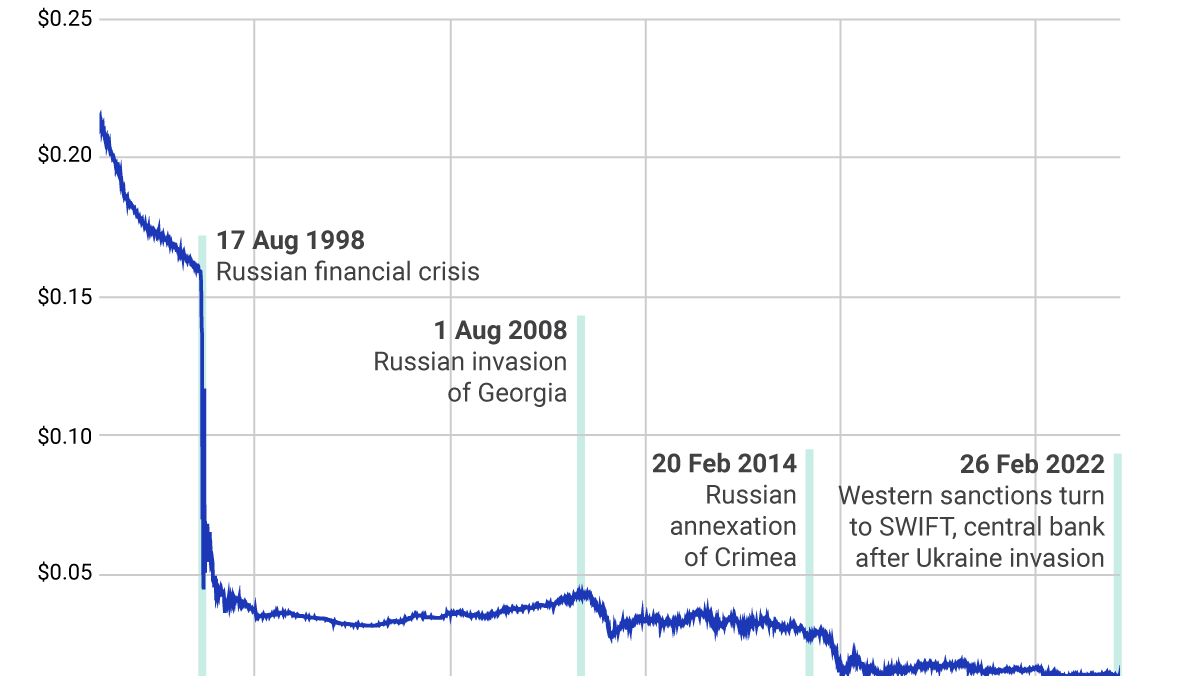 $0.25
$0.20
17 Aug 1998
Russian financial crisis
$0.15
1 Aug 2008
Russian invasion
of Georgia
$0.10
20 Feb 2014
Russian
annexation
of Crimea
26 Feb 2022
Western sanctions turn
to SWIFT, central bank
after Ukraine invasion
$0.05